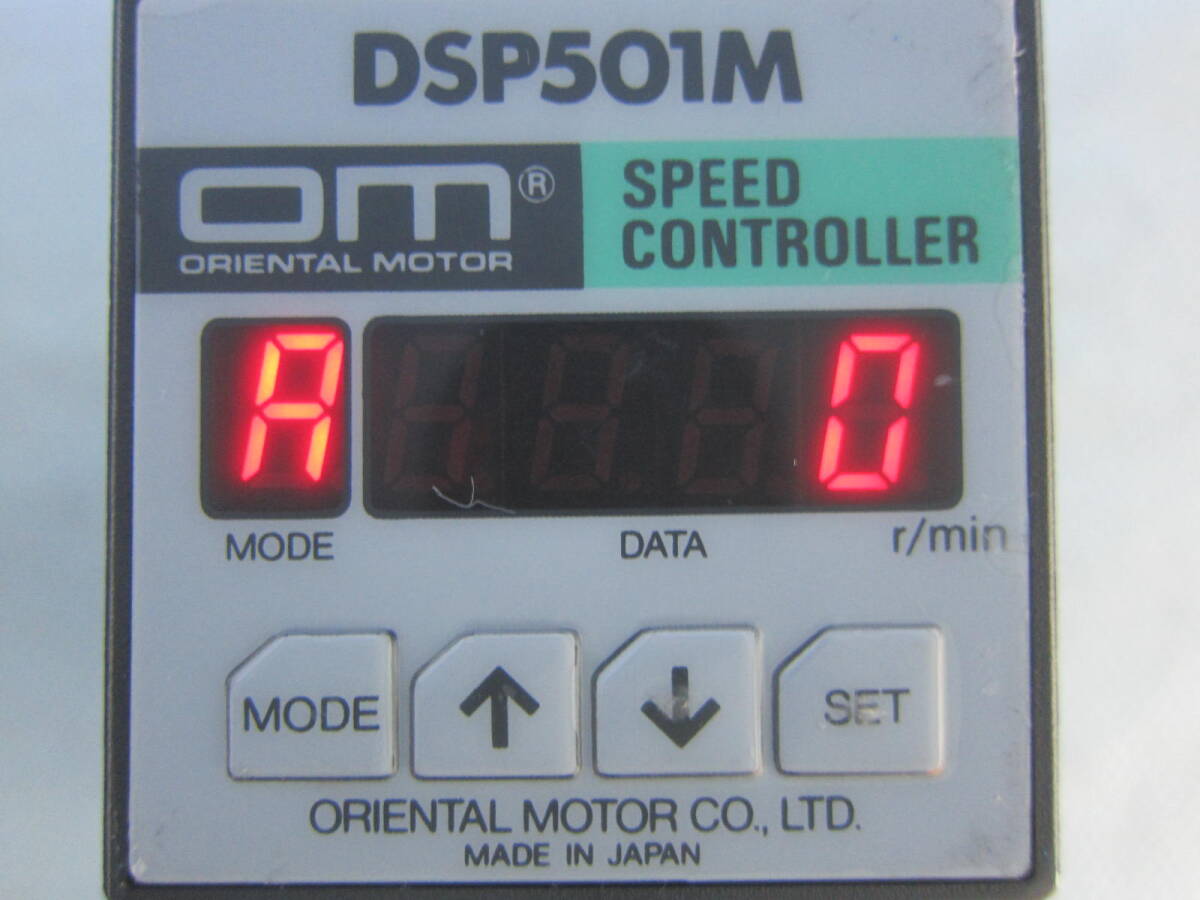 DSP501M
om®
ORIENTAL MOTOR
SPEED
CONTROLLER
A 0
MODE DATA r/min
MODE ↑ ↓ SET
ORIENTAL MOTOR CO., LTD.
MADE IN JAPAN